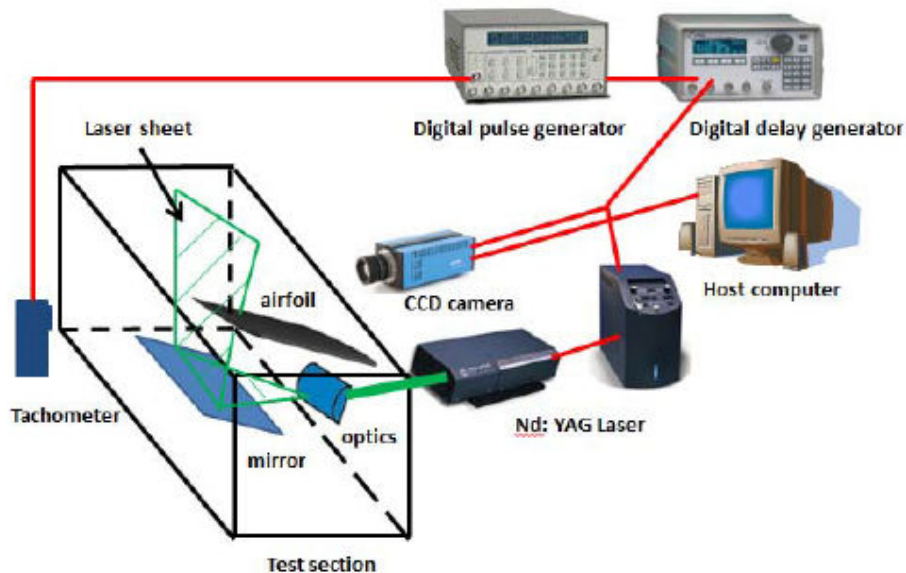 Digital pulse generator
Digital delay generator
Laser sheet
airfoil
CCD camera
Host computer
Tachometer
mirror
optics
Nd: YAG Laser
Test section